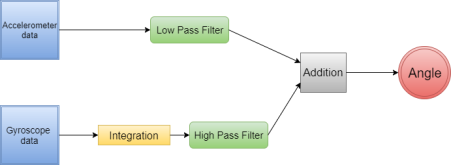 Accelerometer
data
Low Pass Filter
Addition
Angle
Gyroscope
data
Integration
High Pass Filter